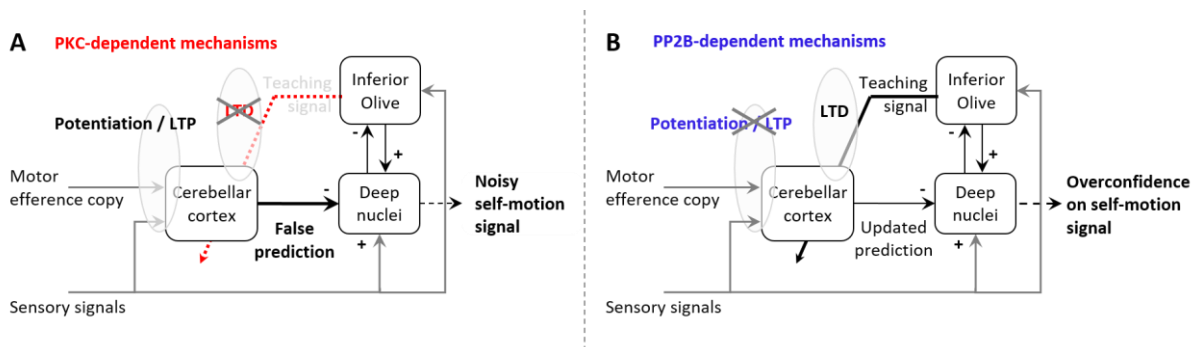 A
PKC-dependent mechanisms
Teaching
signal
Inferior
Olive
LTD
Potentiation / LTP
-
+
Motor
efference copy
Cerebellar
cortex
-
Deep
nuclei
Noisy
self-motion
signal
False
prediction
+
Sensory signals
B
PP2B-dependent mechanisms
Teaching
signal
Inferior
Olive
LTD
Potentiation / LTP
-
+
Motor
efference copy
Cerebellar
cortex
-
Deep
nuclei
Overconfidence
on self-motion
signal
Updated
prediction
+
Sensory signals